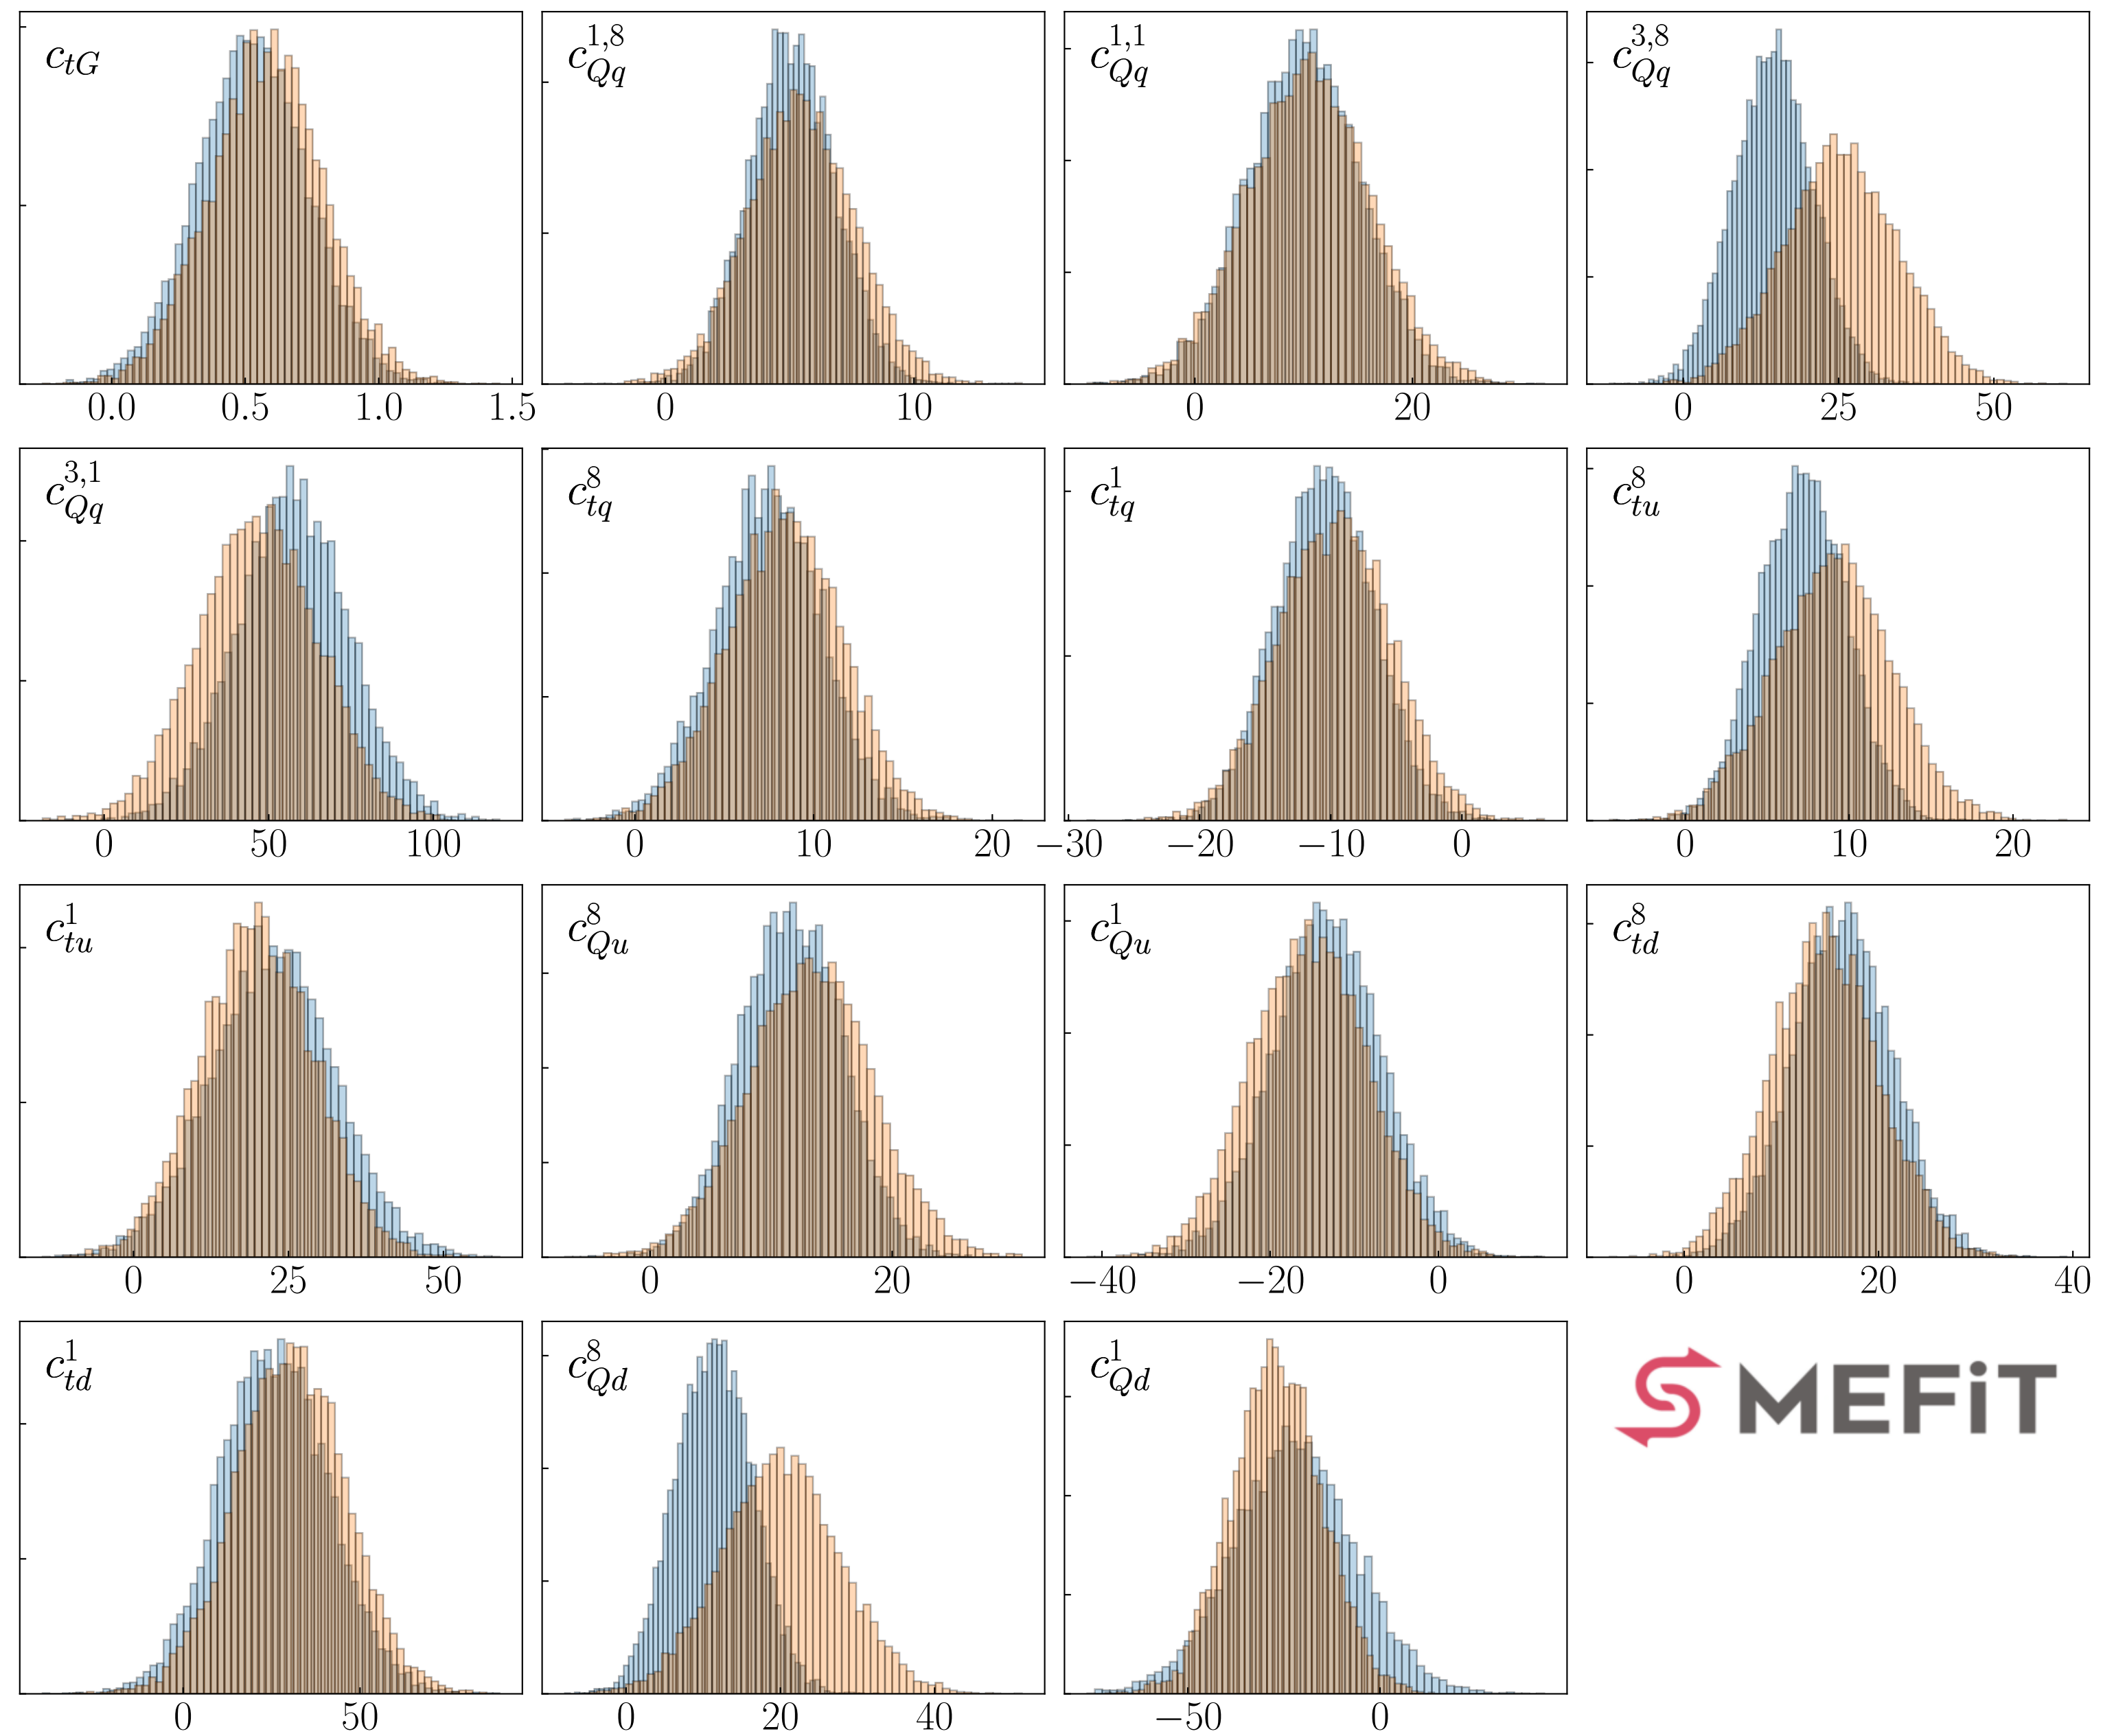 c_{tG} c_{Qq}^{1,8} c_{Qq}^{1,1} c_{Qq}^{3,8}
0.0 0.5 1.0 1.5 0 10 0 20 0 25 50
c_{Qq}^{3,1} c_{tq}^{8} c_{tq}^{1} c_{tu}^{8}
0 50 100 0 10 20 −30 −20 −10 0 0 10 20
c_{tu}^{1} c_{Qu}^{8} c_{Qu}^{1} c_{td}^{8}
0 25 50 0 20 −40 −20 0 0 20 40
c_{td}^{1} c_{Qd}^{8} c_{Qd}^{1} SMEFiT
0 50 0 20 40 −50 0